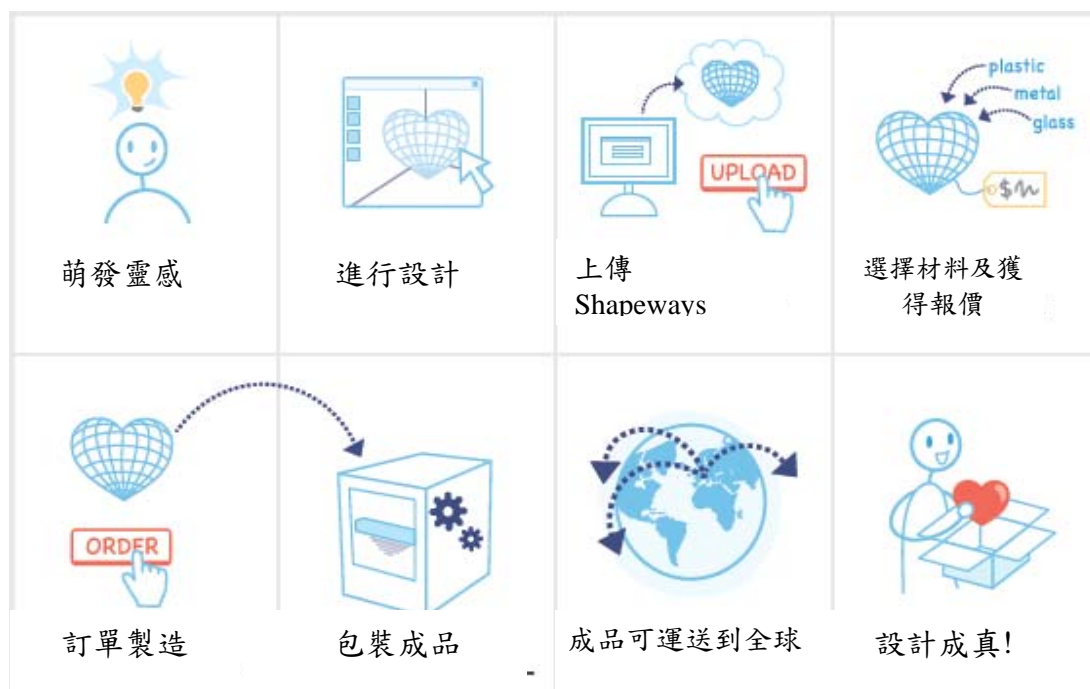 plastic
metal
glass
UPLOAD
$
萌發靈感
進行設計
上傳
Shapeways
選擇材料及獲
得報價
ORDER
訂單製造
包裝成品
成品可運送到全球
設計成真!